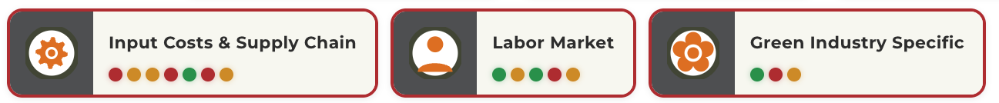 Input Costs & Supply Chain
Labor Market
Green Industry Specific